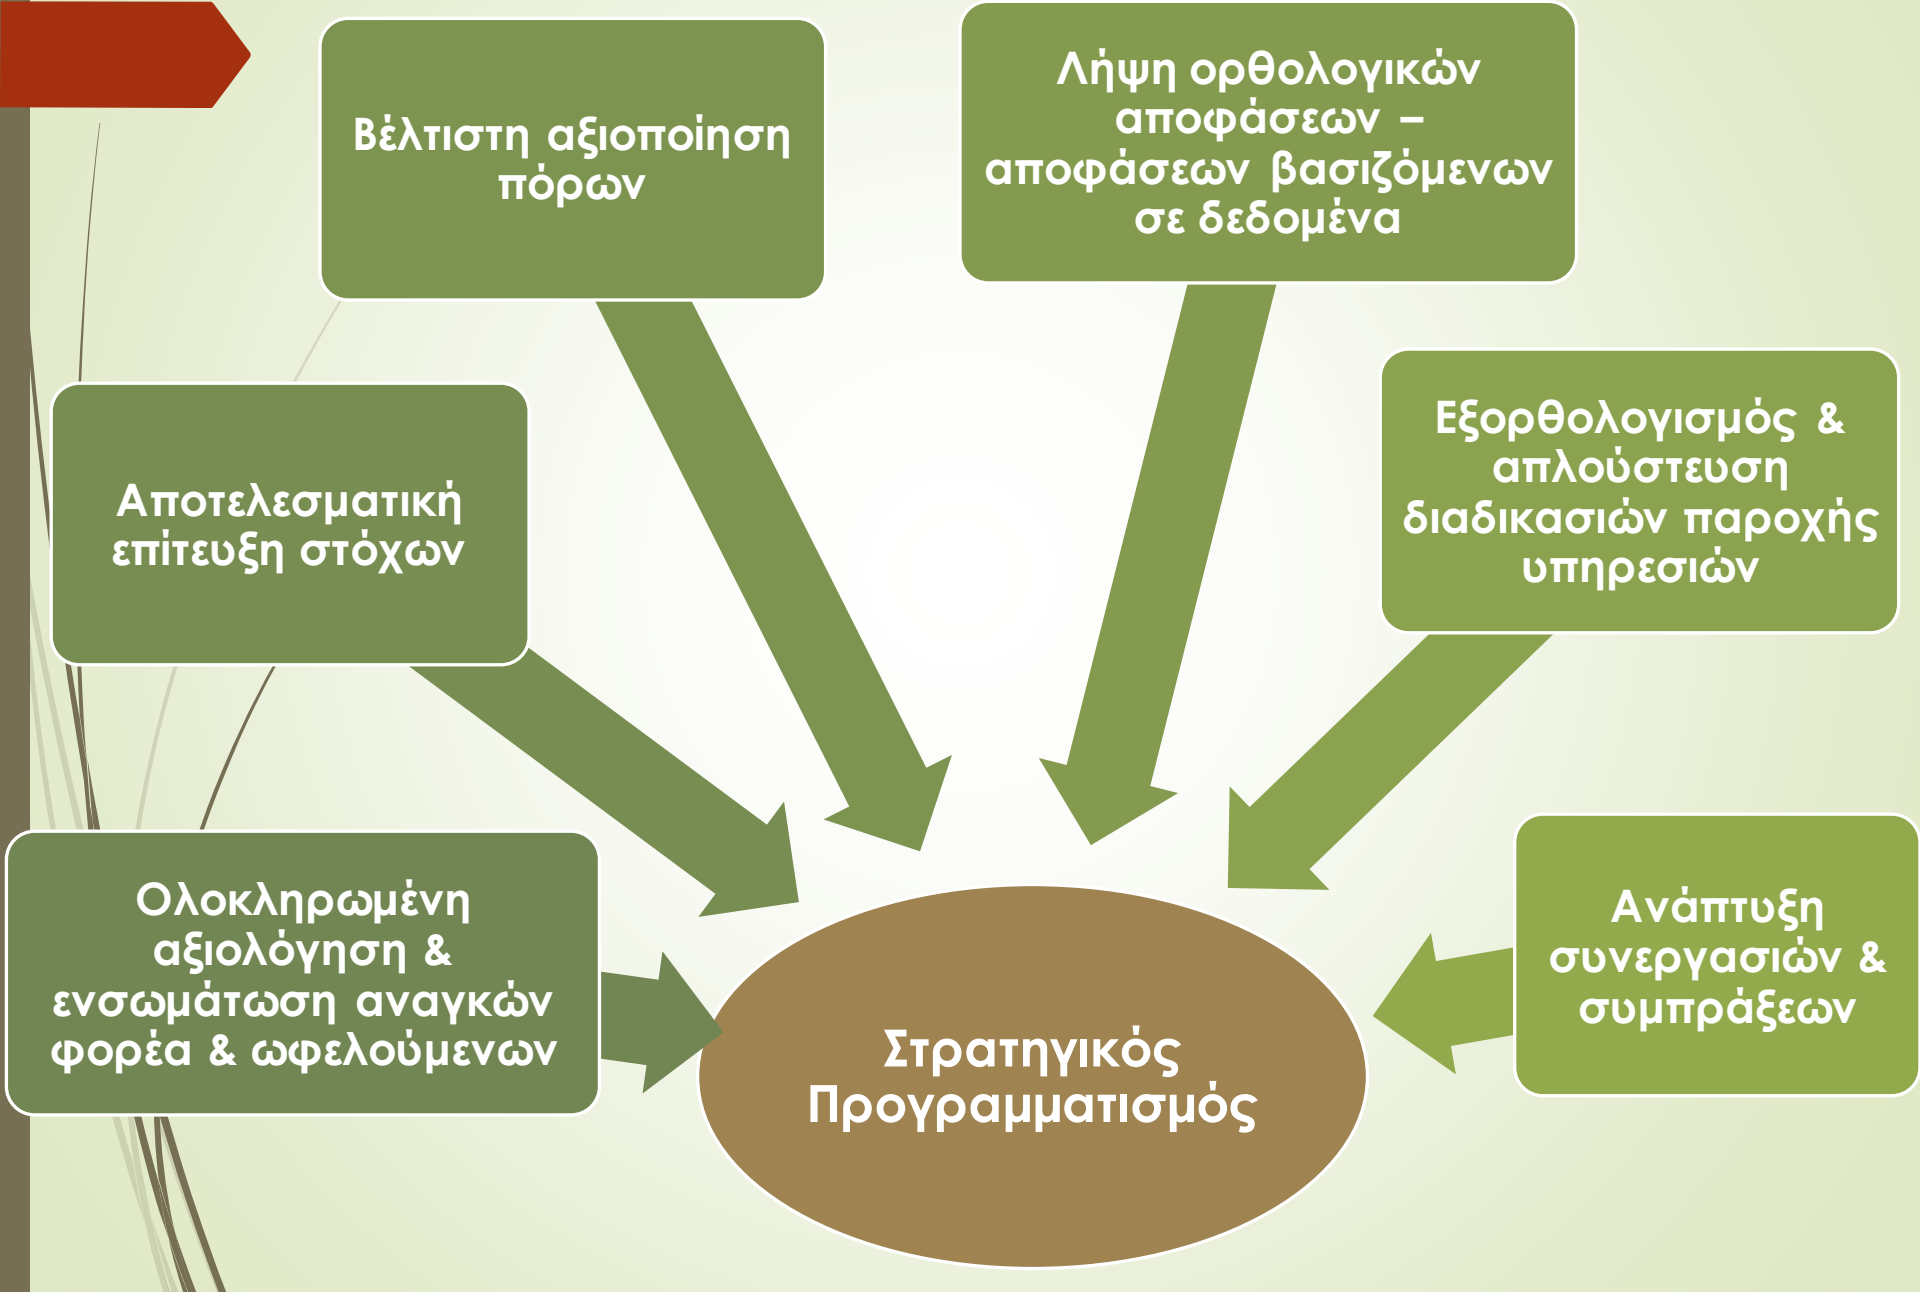 Βέλτιστη αξιοποίηση
πόρων
Λήψη ορθολογικών
αποφάσεων –
αποφάσεων βασιζόμενων
σε δεδομένα
Αποτελεσματική
επίτευξη στόχων
Εξορθολογισμός &
απλούστευση
διαδικασιών παροχής
υπηρεσιών
Ολοκληρωμένη
αξιολόγηση &
ενσωμάτωση αναγκών
φορέα & ωφελούμενων
Ανάπτυξη
συνεργασιών &
συμπράξεων
Στρατηγικός
Προγραμματισμός